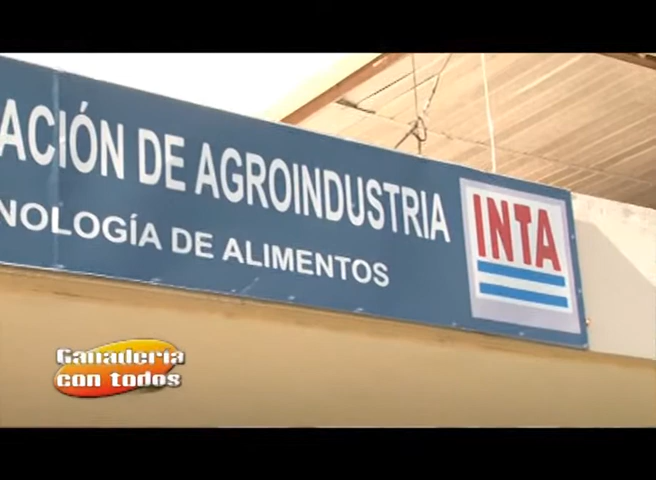 ACIÓN DE AGROINDUSTRIA
NOLOGÍA DE ALIMENTOS
INTA
Ganadería
con todos